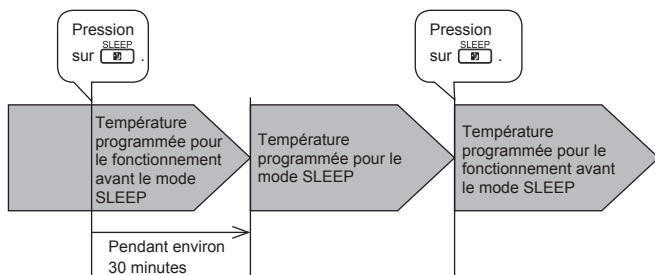 Pression
SLEEP
sur .
Pression
SLEEP
sur .
Température
programmée pour
le fonctionnement
avant le mode
SLEEP
Température
programmée pour le
mode SLEEP
Température
programmée pour le
fonctionnement avant
le mode SLEEP
Pendant environ
30 minutes